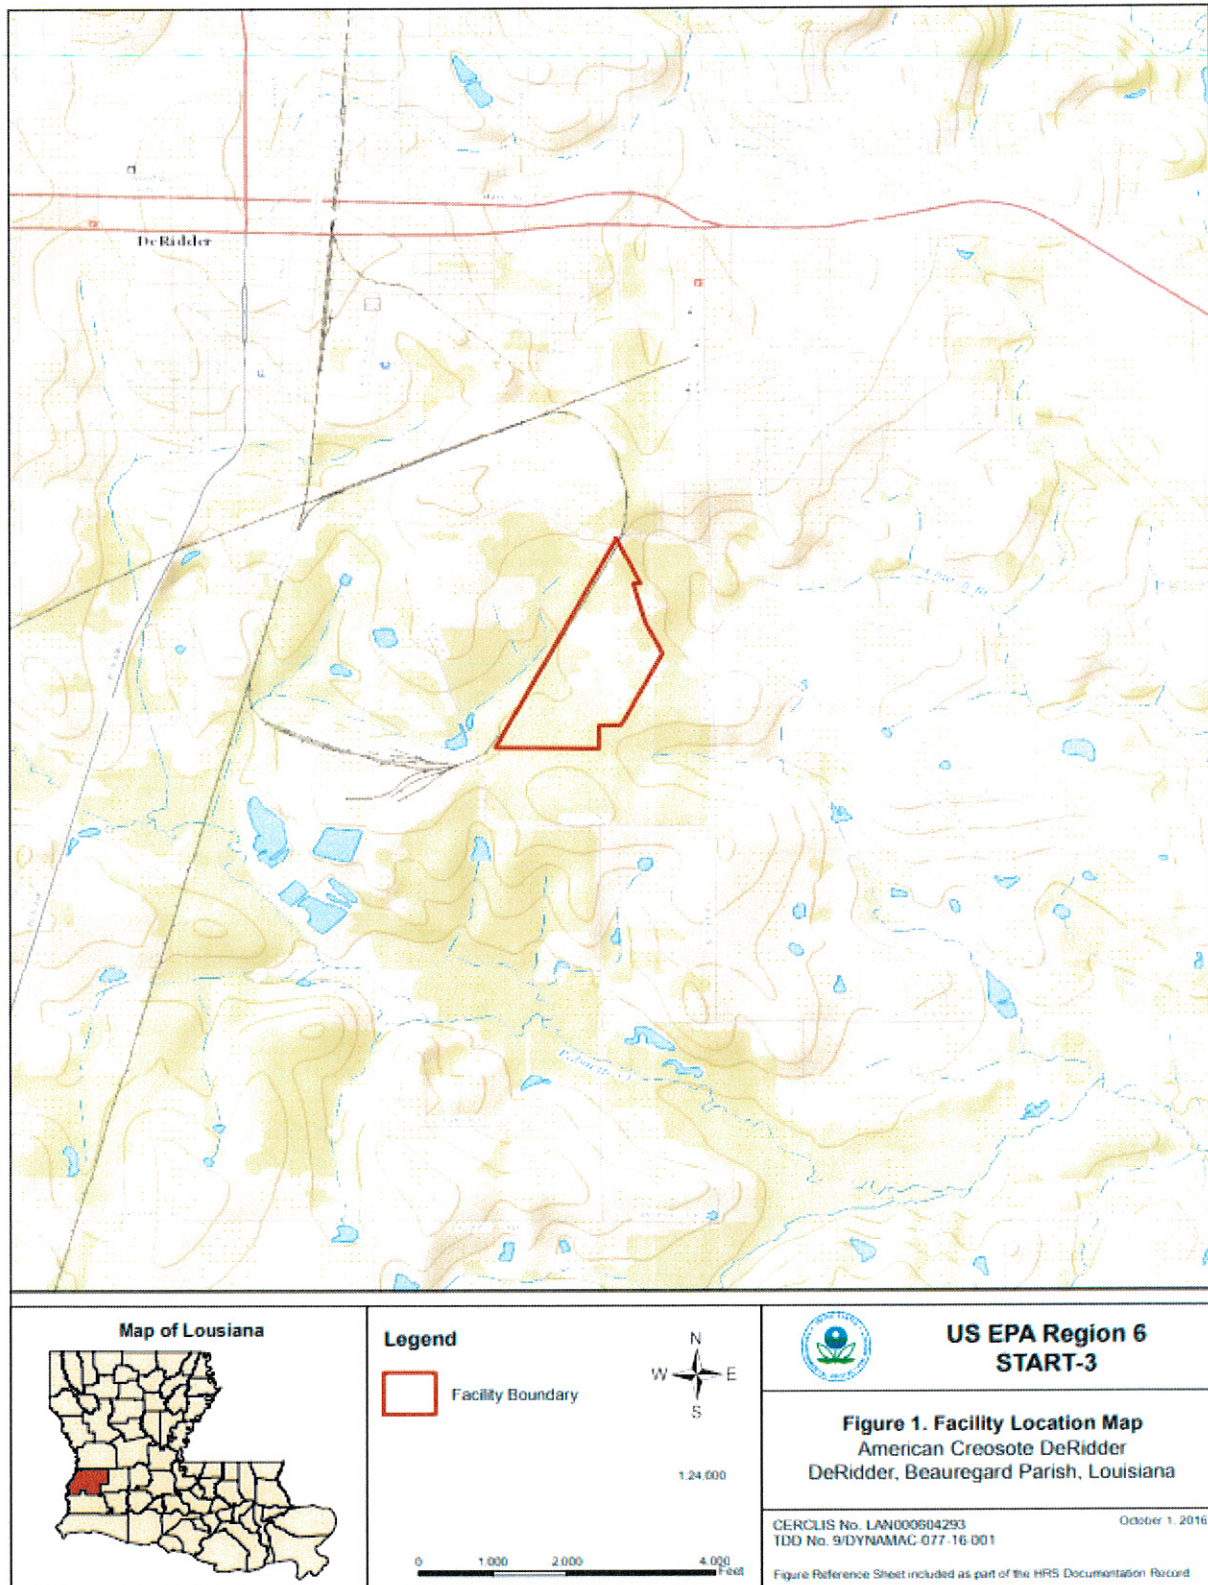 DeRidder
Map of Lousiana
Legend
Facility Boundary
N
W E
S
1:24,000
0 1,000 2,000 4,000
Feet
US EPA Region 6
START-3
Figure 1. Facility Location Map
American Creosote DeRidder
DeRidder, Beauregard Parish, Louisiana
CERCLIS No. LAN000604293
October 1, 2016
TDD No. 9/DYNAMAC-077-16-001
Figure Reference Sheet included as part of the HRS Documentation Record